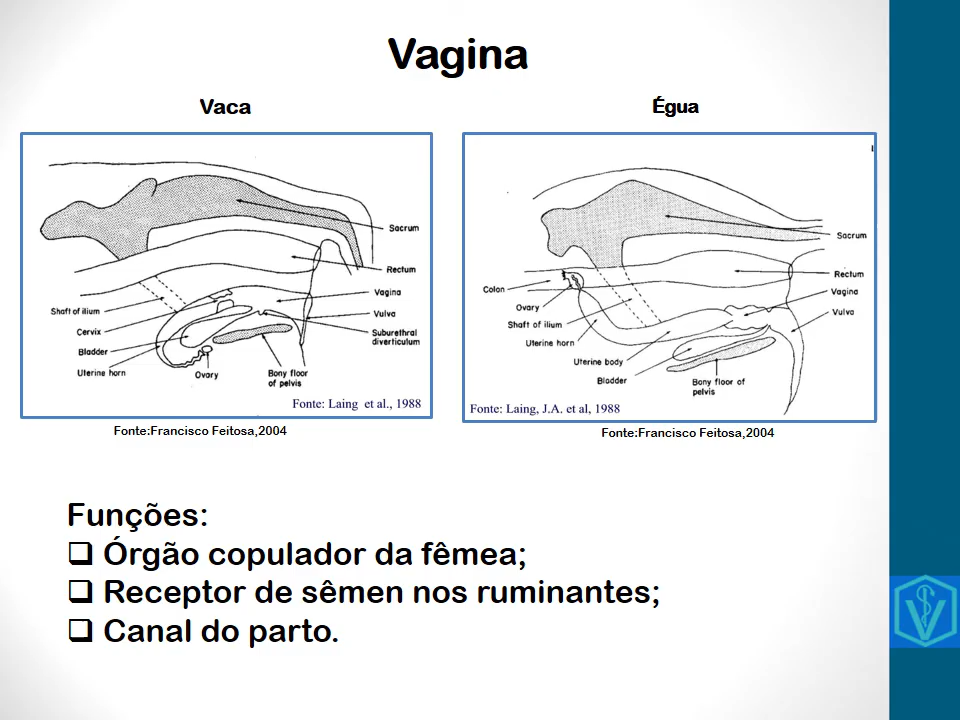 Vagina
Vaca
Sacrum
Rectum
Vagina
Shaft of ilium
Vulva
Cervix
Suburethral
diverticulum
Bladder
Uterine horn
Ovary
Bony floor
of pelvis
Fonte: Laing et al., 1988
Fonte:Francisco Feitosa,2004
Égua
Sacrum
Rectum
Colon
Vagina
Ovary
Vulva
Shaft of ilium
Uterine horn
Uterine body
Bladder
Bony floor of
pelvis
Fonte: Laing, J.A. et al, 1988
Fonte:Francisco Feitosa,2004
Funções:
❑ Órgão copulador da fêmea;
❑ Receptor de sêmen nos ruminantes;
❑ Canal do parto.
V